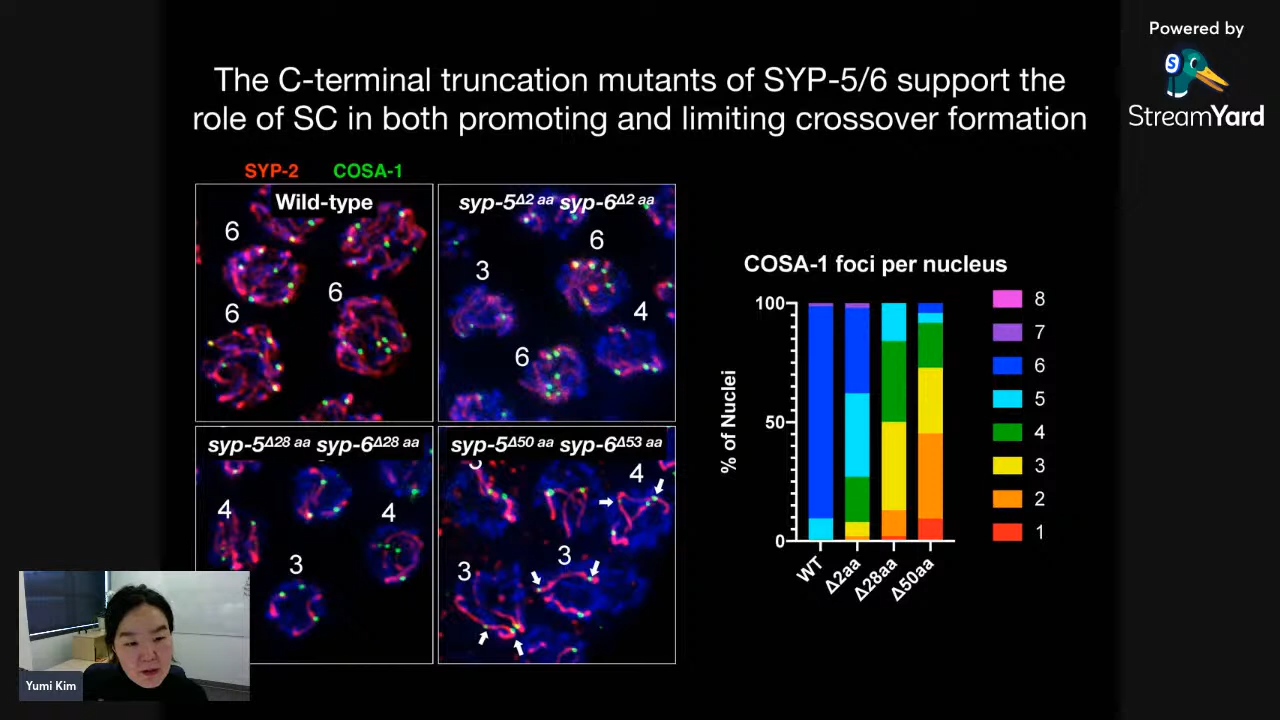 Powered by
StreamYard
The C-terminal truncation mutants of SYP-5/6 support the
role of SC in both promoting and limiting crossover formation
SYP-2 COSA-1
Wild-type
6
6
6
syp-5Δ2 aa syp-6Δ2 aa
6
3
4
6
syp-5Δ28 aa syp-6Δ28 aa
4
4
3
syp-5Δ50 aa syp-6Δ53 aa
4
3
3
COSA-1 foci per nucleus
% of Nuclei
100
50
0
WT
Δ2aa
Δ28aa
Δ50aa
8
7
6
5
4
3
2
1
Yumi Kim